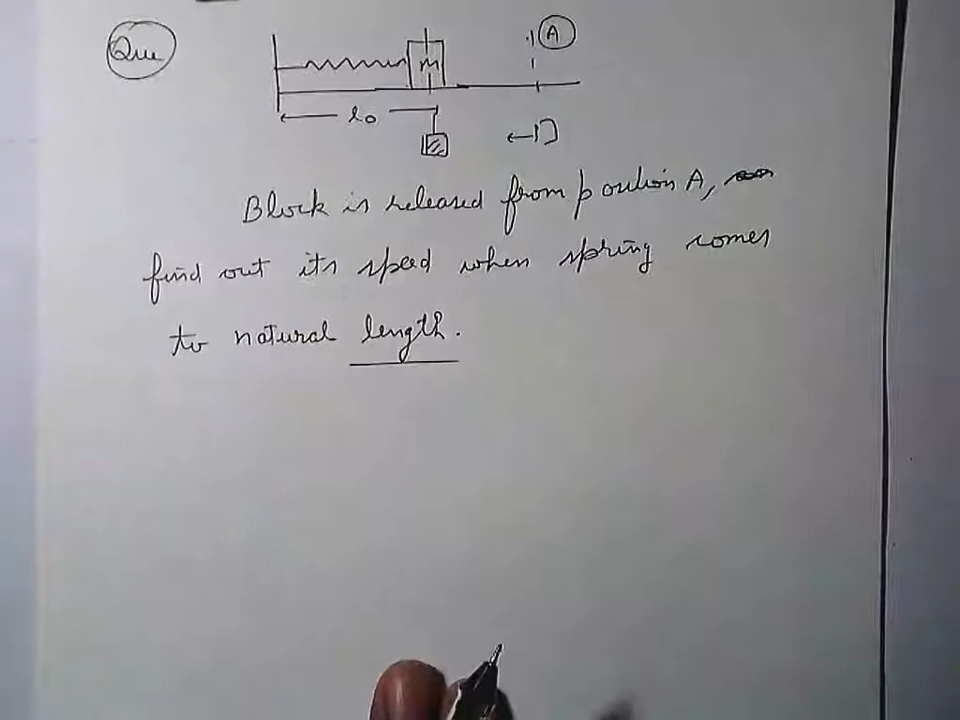 Que
A
m
l0
Block is released from position A,
find out its speed when spring comes
to natural length.